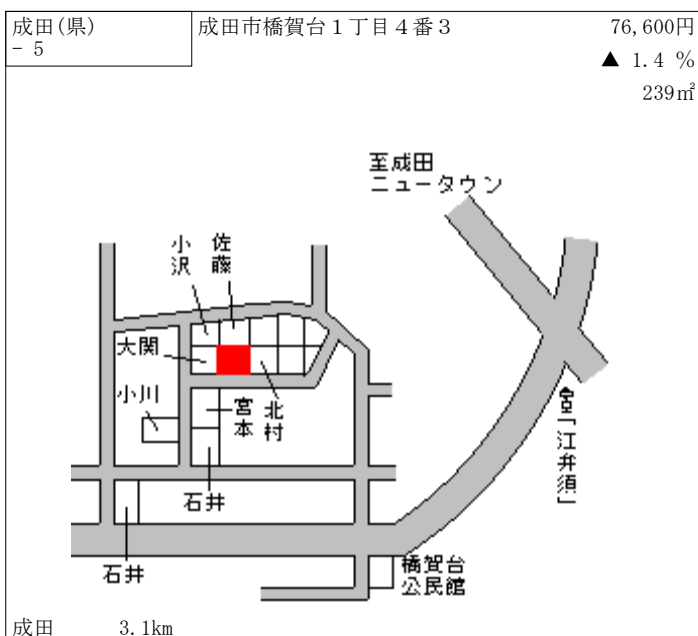 成田(県)
－５
成田市橋賀台１丁目４番３
76,600円
▲ 1.4 %
239㎡
至成田
ニュータウン
小沢
佐藤
大関
小川
宮本
北村
石井
石井
「江弁須」
橋賀台
公民館
成田 3.1km